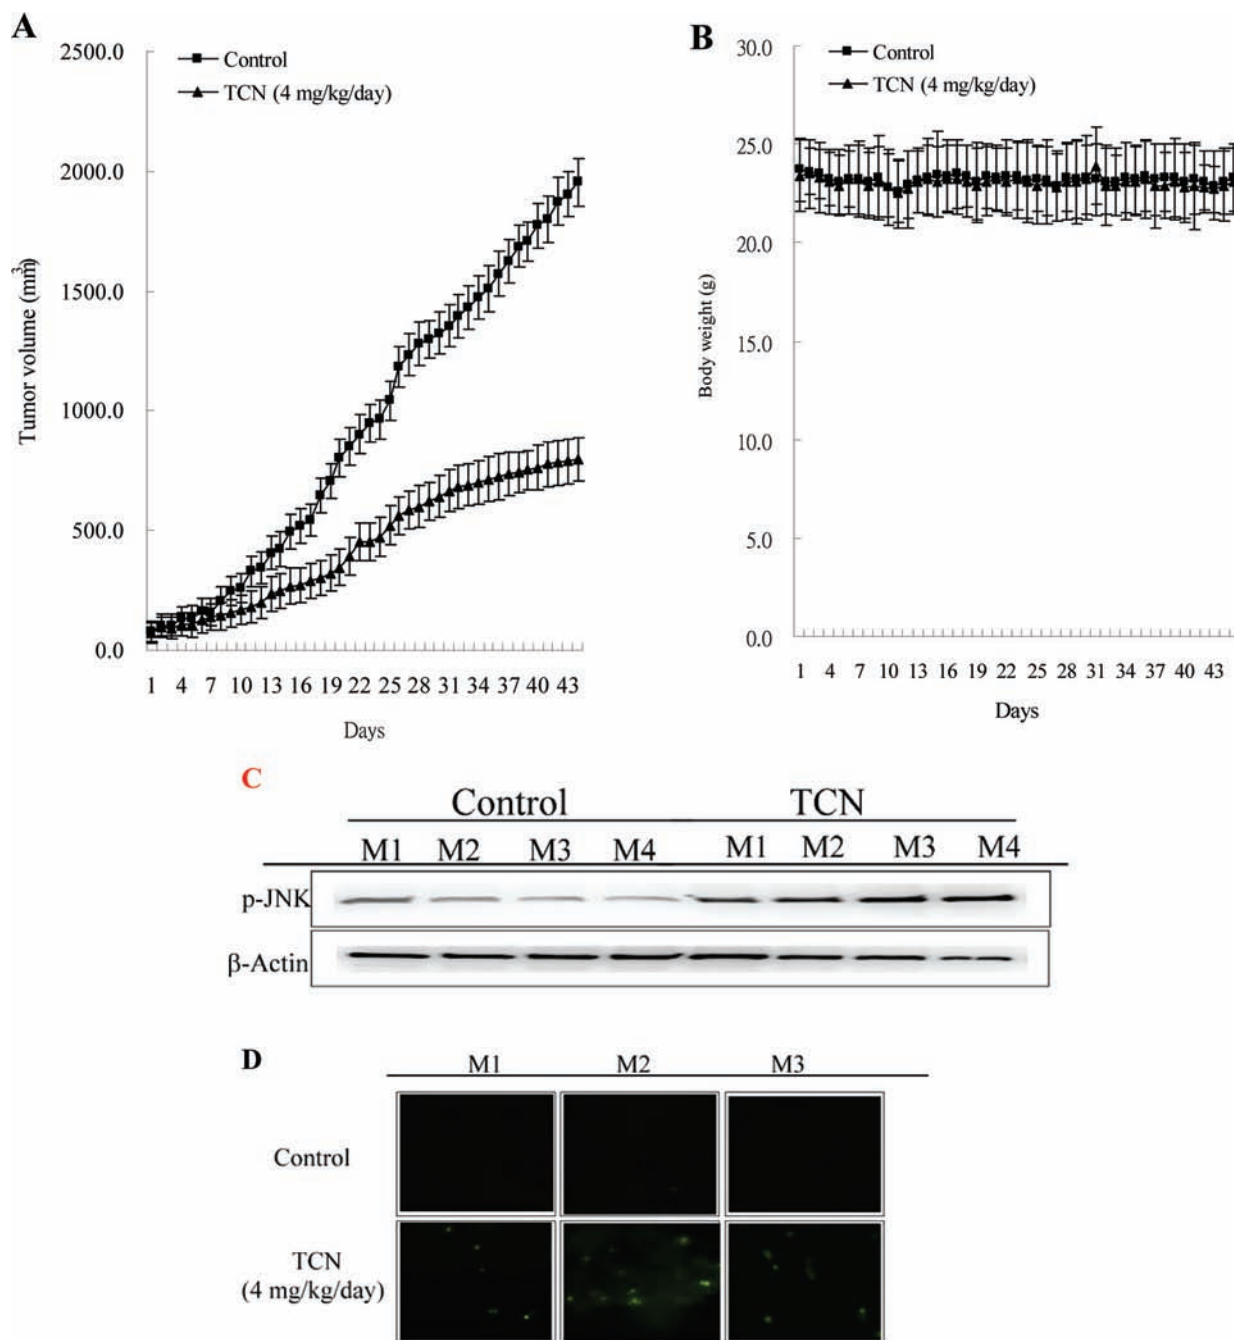 A
2500.0
2000.0
1500.0
1000.0
500.0
0.0
Tumor volume (mm3)
Control
TCN (4 mg/kg/day)
1 4 7 10 13 16 19 22 25 28 31 34 37 40 43
Days
B
30.0
25.0
20.0
15.0
10.0
5.0
0.0
Body weight (g)
Control
TCN (4 mg/kg/day)
1 4 7 10 13 16 19 22 25 28 31 34 37 40 43
Days
C
Control TCN
M1 M2 M3 M4 M1 M2 M3 M4
p-JNK
β-Actin
D
M1 M2 M3
Control
TCN
(4 mg/kg/day)